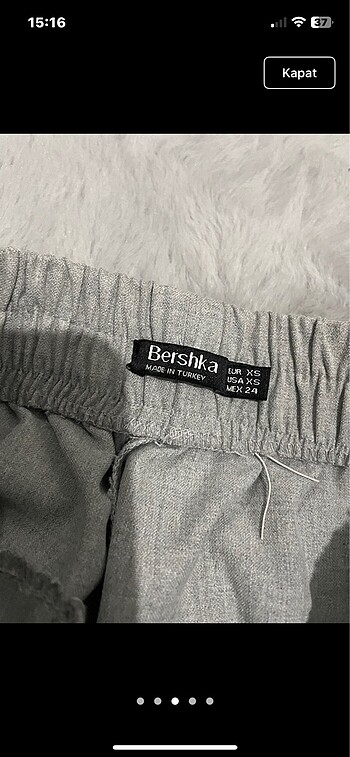 15:16
37
Kapat
Bershka
MADE IN TURKEY
EUR XS
USA XS
MEX 24